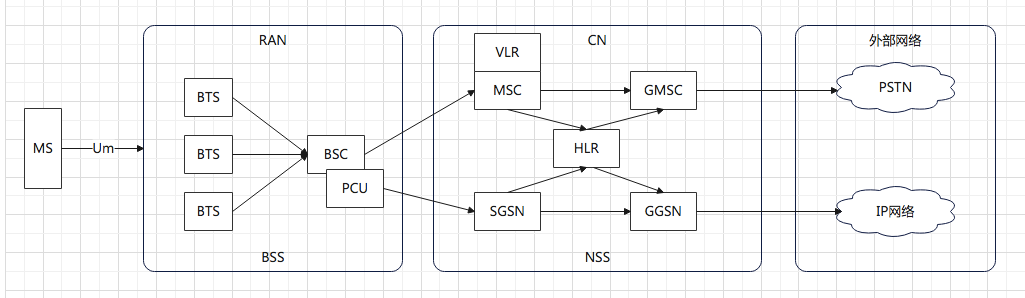 RAN
CN
外部网络
VLR
BTS
MSC
GMSC
PSTN
MS
Um
BTS
BSC
HLR
PCU
BTS
SGSN
GGSN
IP网络
BSS
NSS